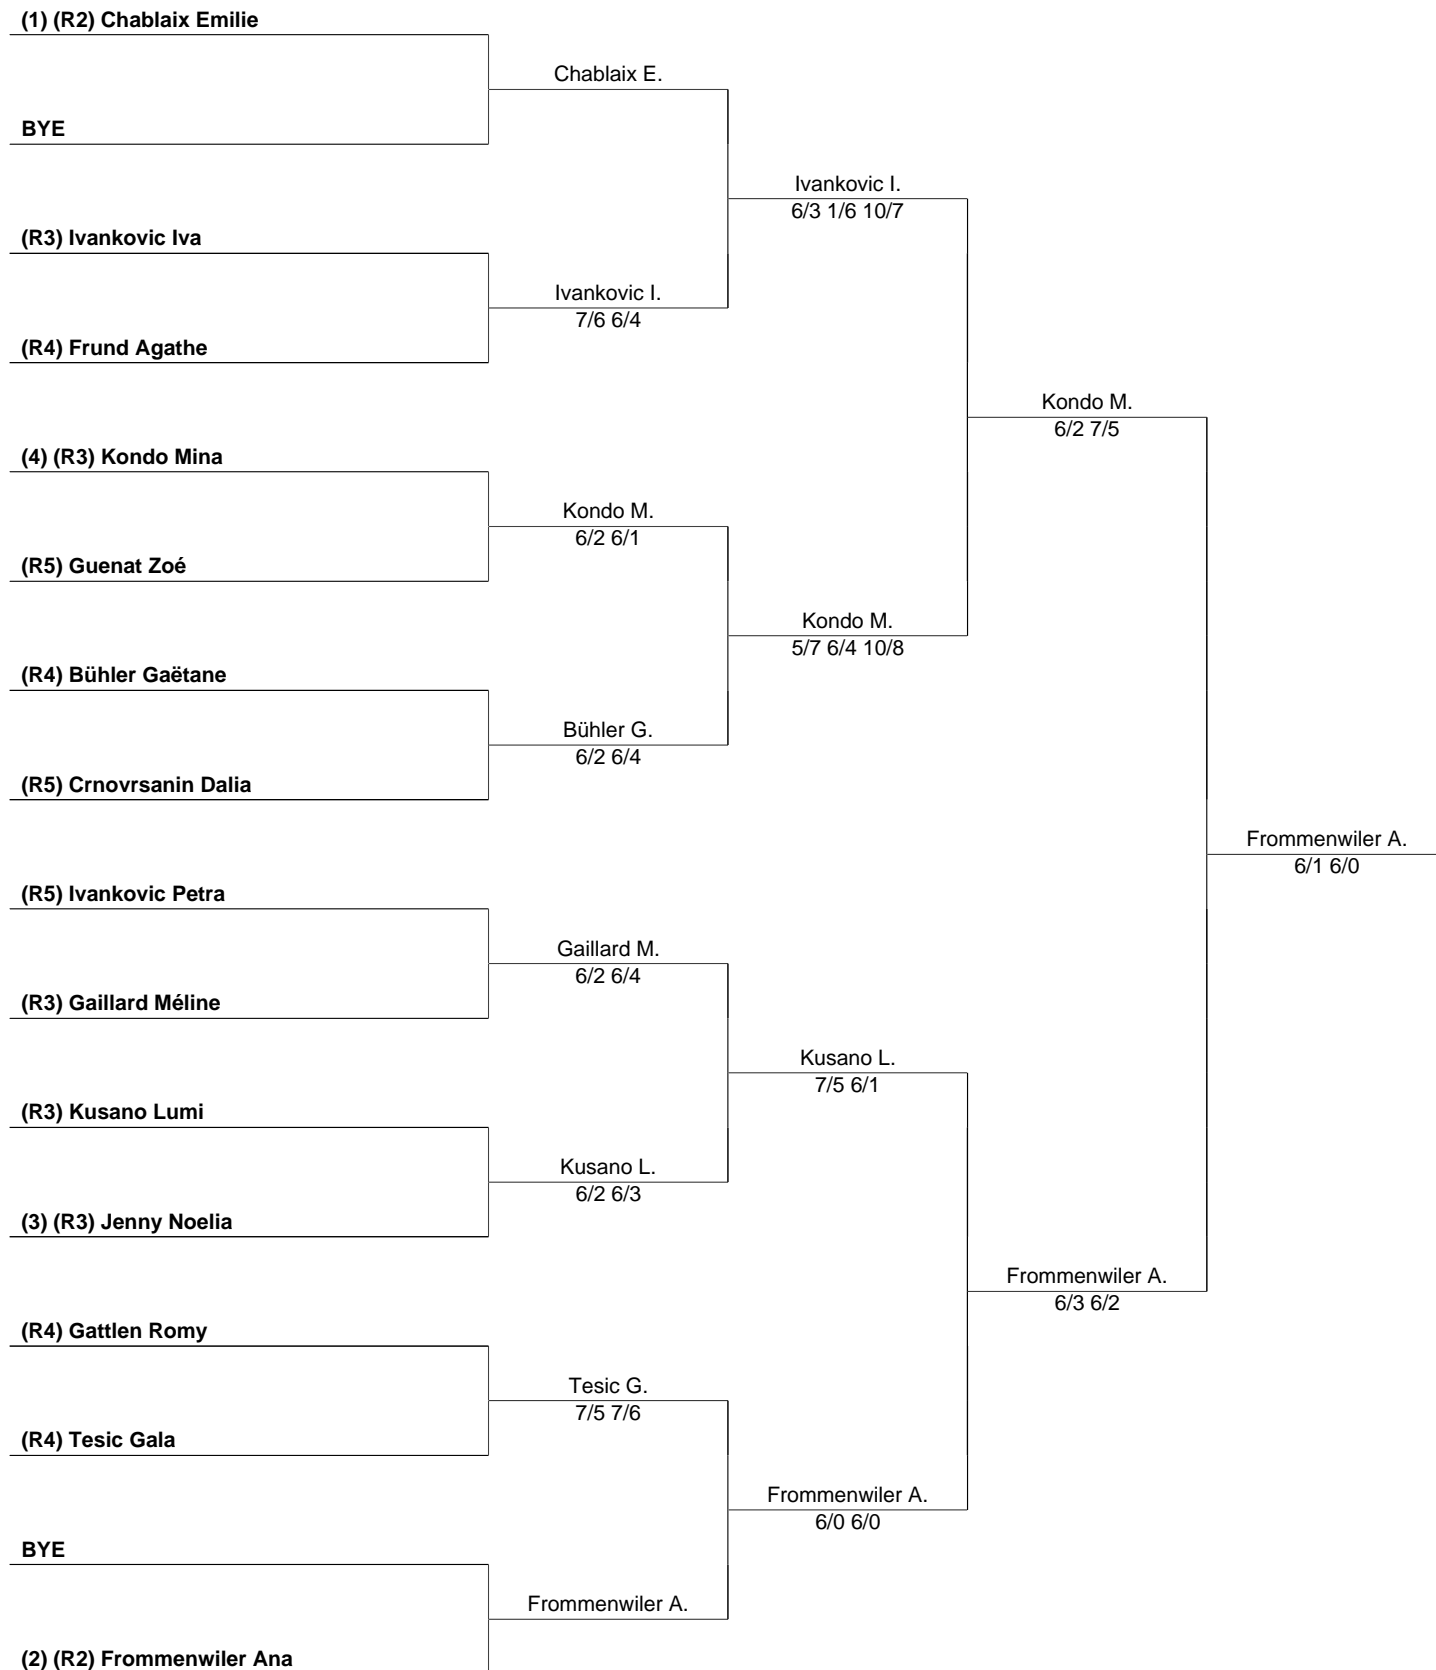 (1) (R2) Chablaix Emilie
Chablaix E.
BYE
Ivankovic I.
6/3 1/6 10/7
(R3) Ivankovic Iva
Ivankovic I.
7/6 6/4
(R4) Frund Agathe
Kondo M.
6/2 7/5
(4) (R3) Kondo Mina
Kondo M.
6/2 6/1
(R5) Guenat Zoé
Kondo M.
5/7 6/4 10/8
(R4) Bühler Gaëtane
Bühler G.
6/2 6/4
(R5) Crnovrsanin Dalia
Frommenwiler A.
6/1 6/0
(R5) Ivankovic Petra
Gaillard M.
6/2 6/4
(R3) Gaillard Méline
Kusano L.
7/5 6/1
(R3) Kusano Lumi
Kusano L.
6/2 6/3
(3) (R3) Jenny Noelia
Frommenwiler A.
6/3 6/2
(R4) Gattlen Romy
Tesic G.
7/5 7/6
(R4) Tesic Gala
Frommenwiler A.
6/0 6/0
BYE
Frommenwiler A.
(2) (R2) Frommenwiler Ana